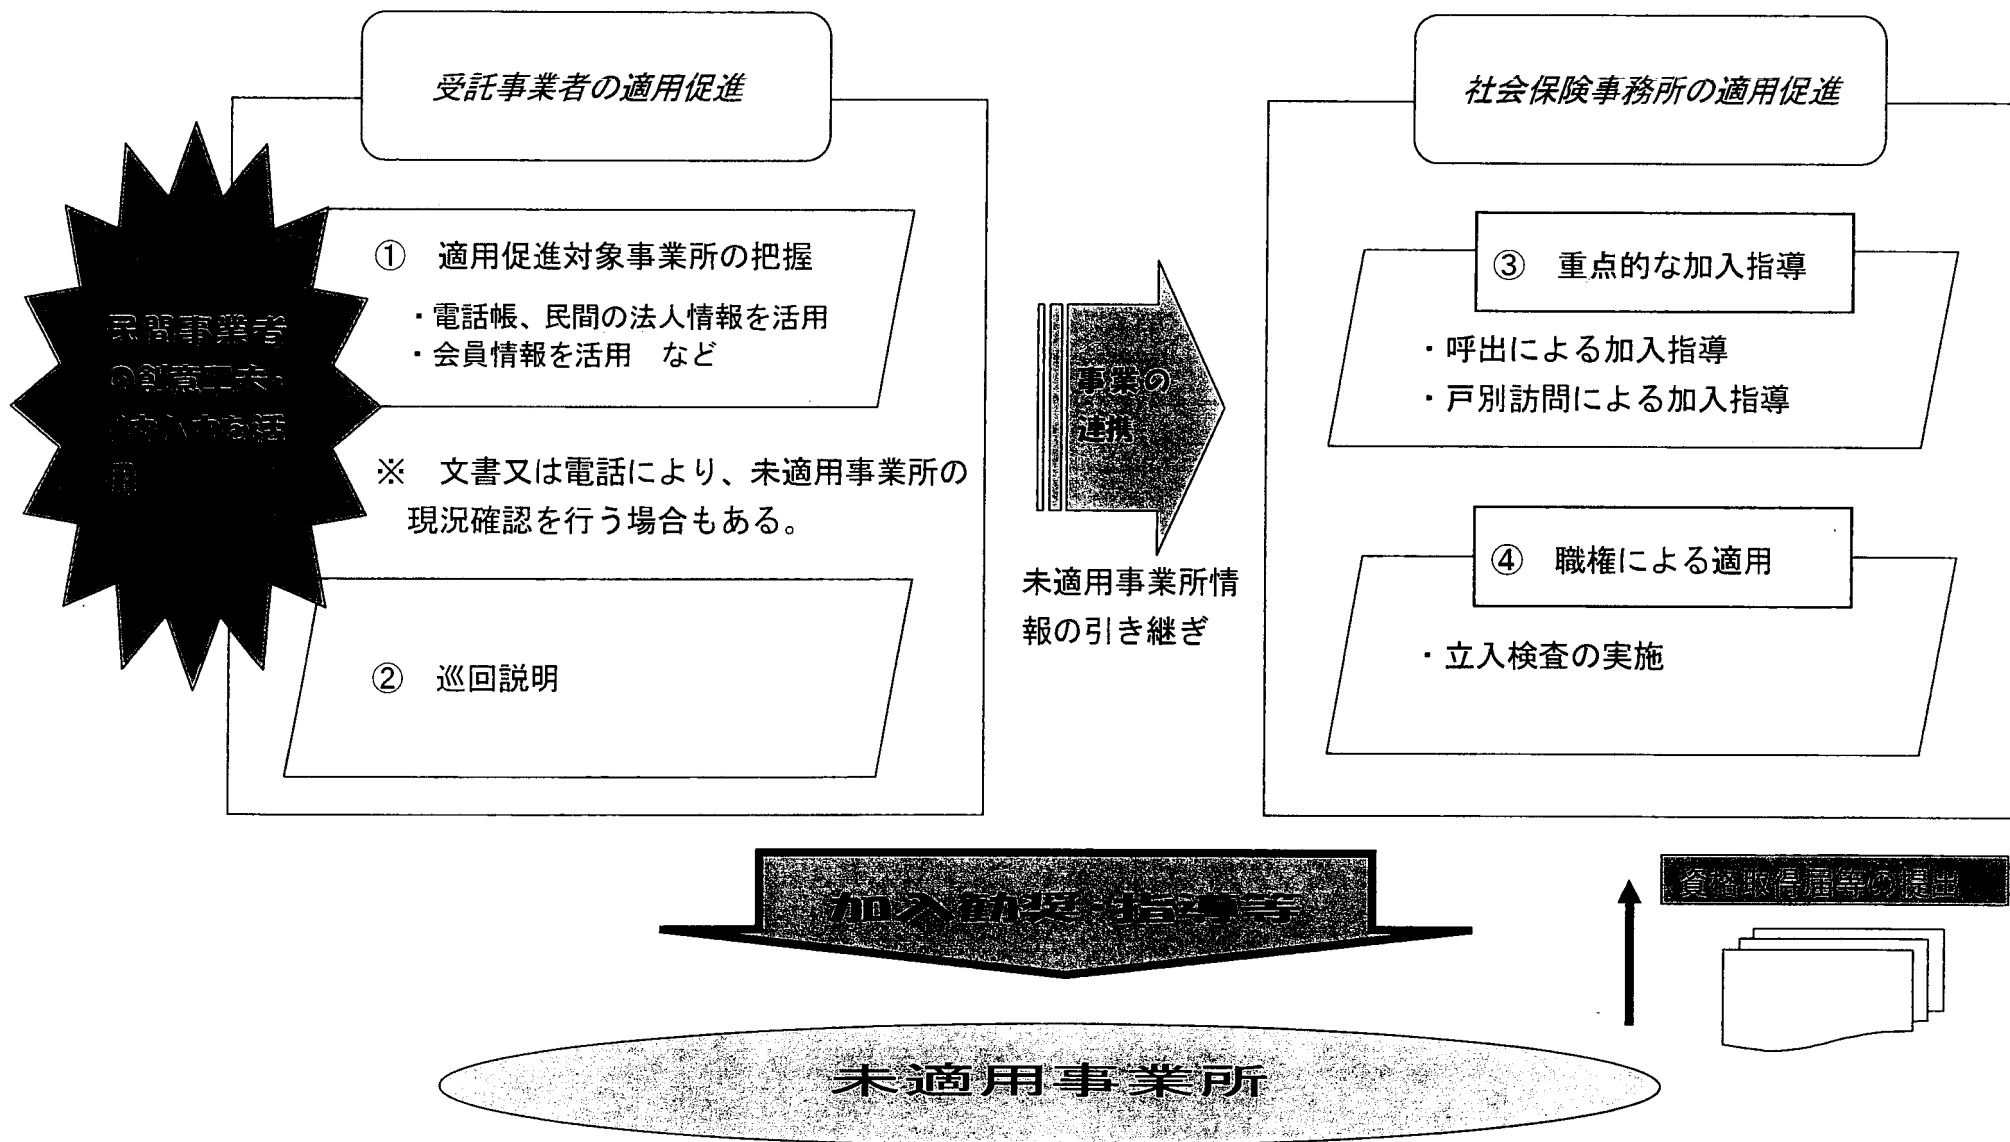 受託事業者の適用促進
民間事業者
の創意工夫・
ﾉｳﾊｳを活
用
① 適用促進対象事業所の把握
・電話帳、民間の法人情報を活用
・会員情報を活用 など
※ 文書又は電話により、未適用事業所の
現況確認を行う場合もある。
② 巡回説明
事業の
連携
未適用事業所情
報の引き継ぎ
社会保険事務所の適用促進
③ 重点的な加入指導
・呼出による加入指導
・戸別訪問による加入指導
④ 職権による適用
・立入検査の実施
加入勧奨・指導等
資格取得届等の提出
未適用事業所